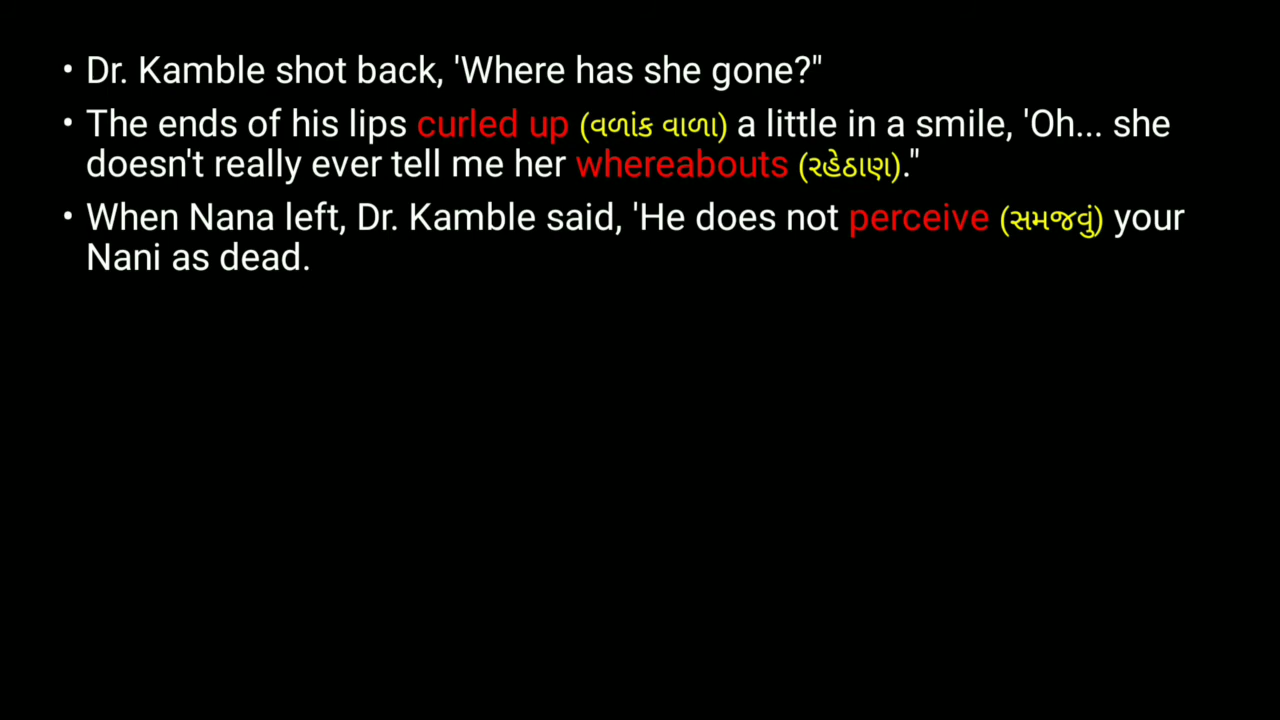 • Dr. Kamble shot back, 'Where has she gone?"
• The ends of his lips curled up (વળાંક વાળા) a little in a smile, 'Oh... she
doesn't really ever tell me her whereabouts (રહેઠાણ)."
• When Nana left, Dr. Kamble said, 'He does not perceive (સમજવું) your
Nani as dead.